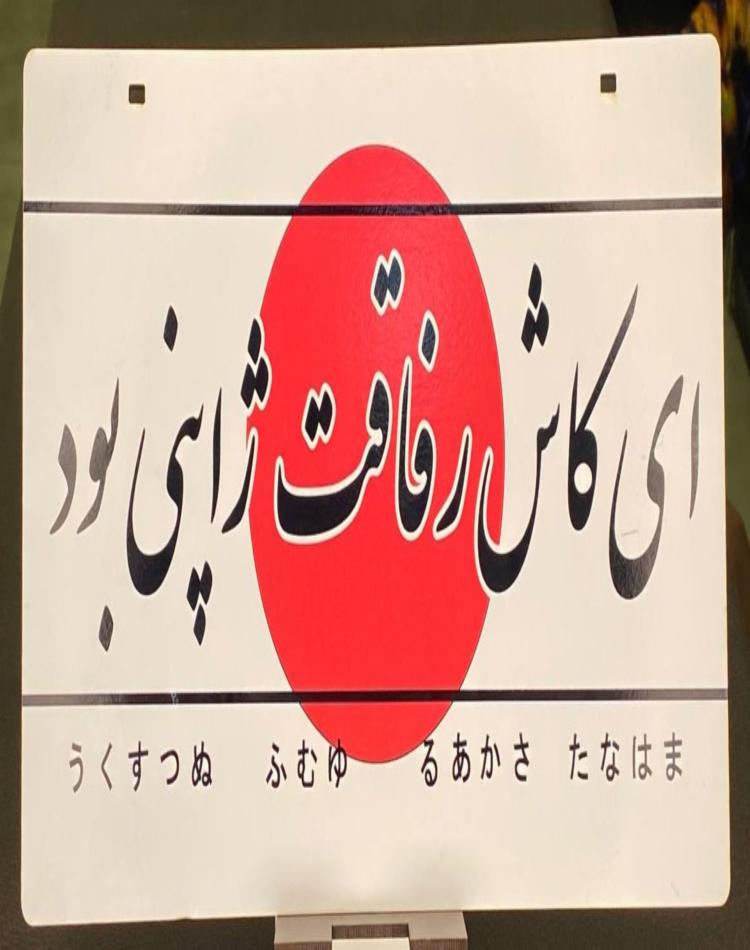 ای کاش رفاقت ژاپنی بود
うくすつぬ ふむゆ るあかさ たなはま